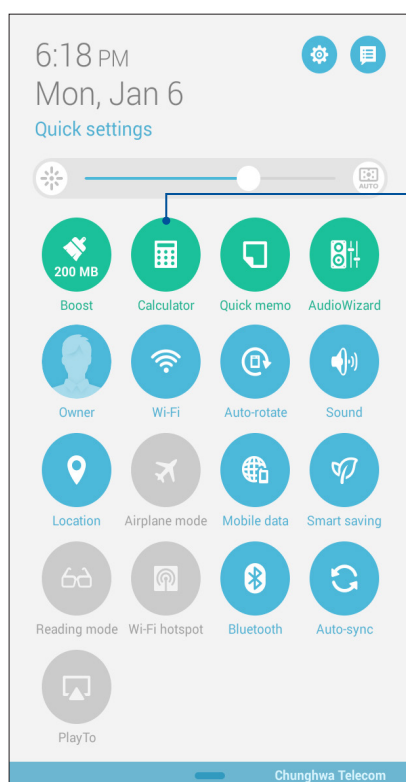 6:18 PM
Mon, Jan 6
Quick settings
AUTO
200 MB
Boost Calculator Quick memo AudioWizard
Owner Wi-Fi Auto-rotate Sound
Location Airplane mode Mobile data Smart saving
Reading mode Wi-Fi hotspot Bluetooth Auto-sync
PlayTo
Chunghwa Telecom